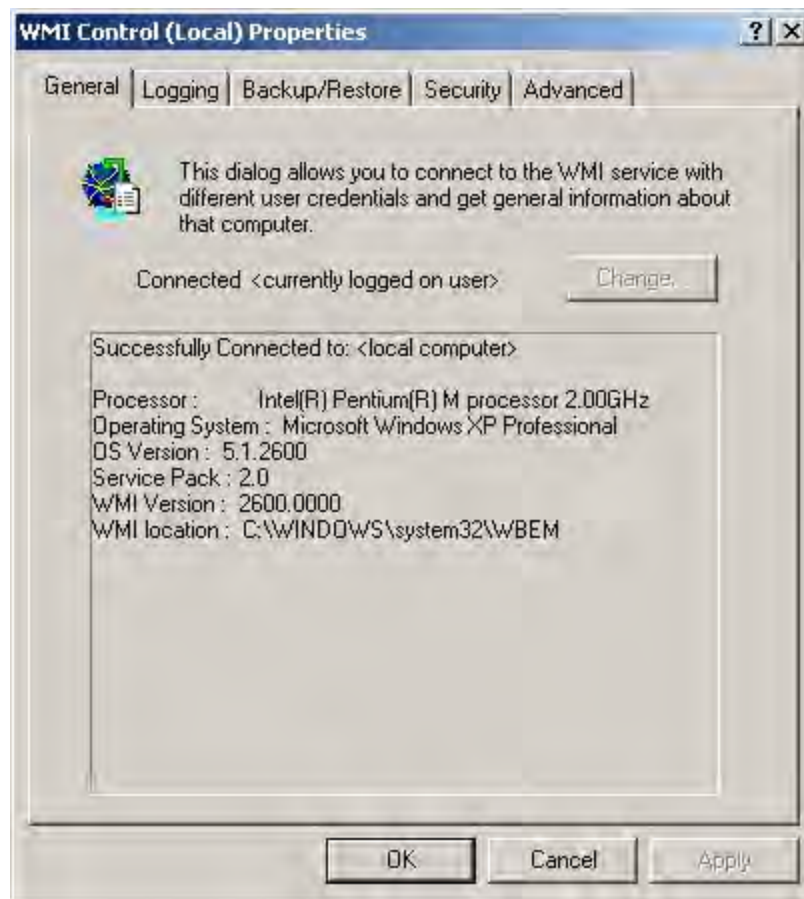 WMI Control (Local) Properties
General Logging Backup/Restore Security Advanced
This dialog allows you to connect to the WMI service with
different user credentials and get general information about
that computer.
Connected <currently logged on user> Change.
Successfully Connected to: <local computer>
Processor : Intel(R) Pentium(R) M processor 2.00GHz
Operating System : Microsoft Windows XP Professional
OS Version : 5.1.2600
Service Pack : 2.0
WMI Version : 2600.0000
WMI location : C:\WINDOWS\system32\WBEM
OK Cancel Apply